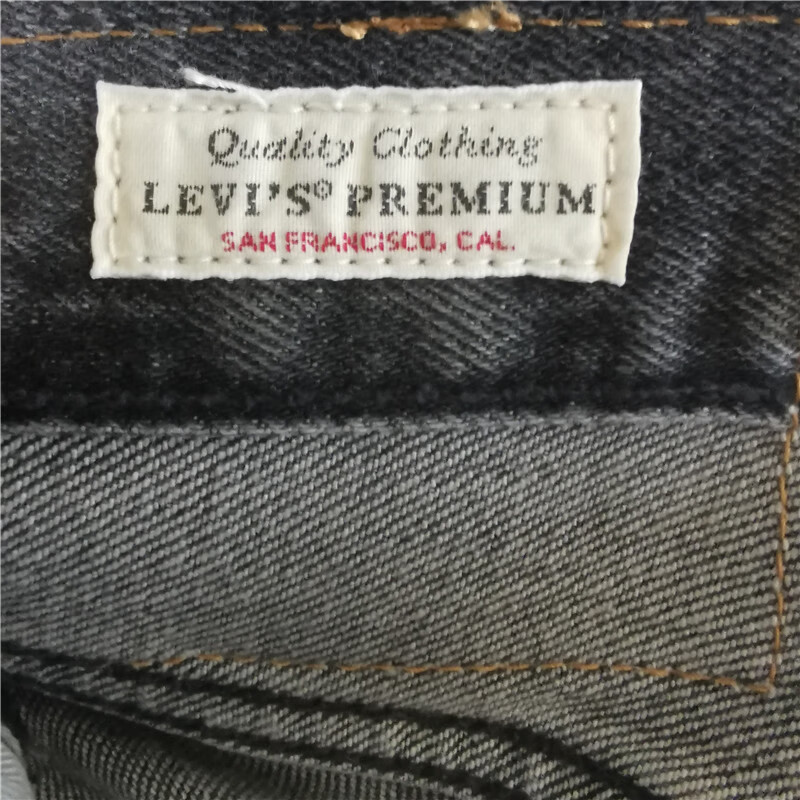 Quality Clothing
LEVI'S® PREMIUM
SAN FRANCISCO, CAL.